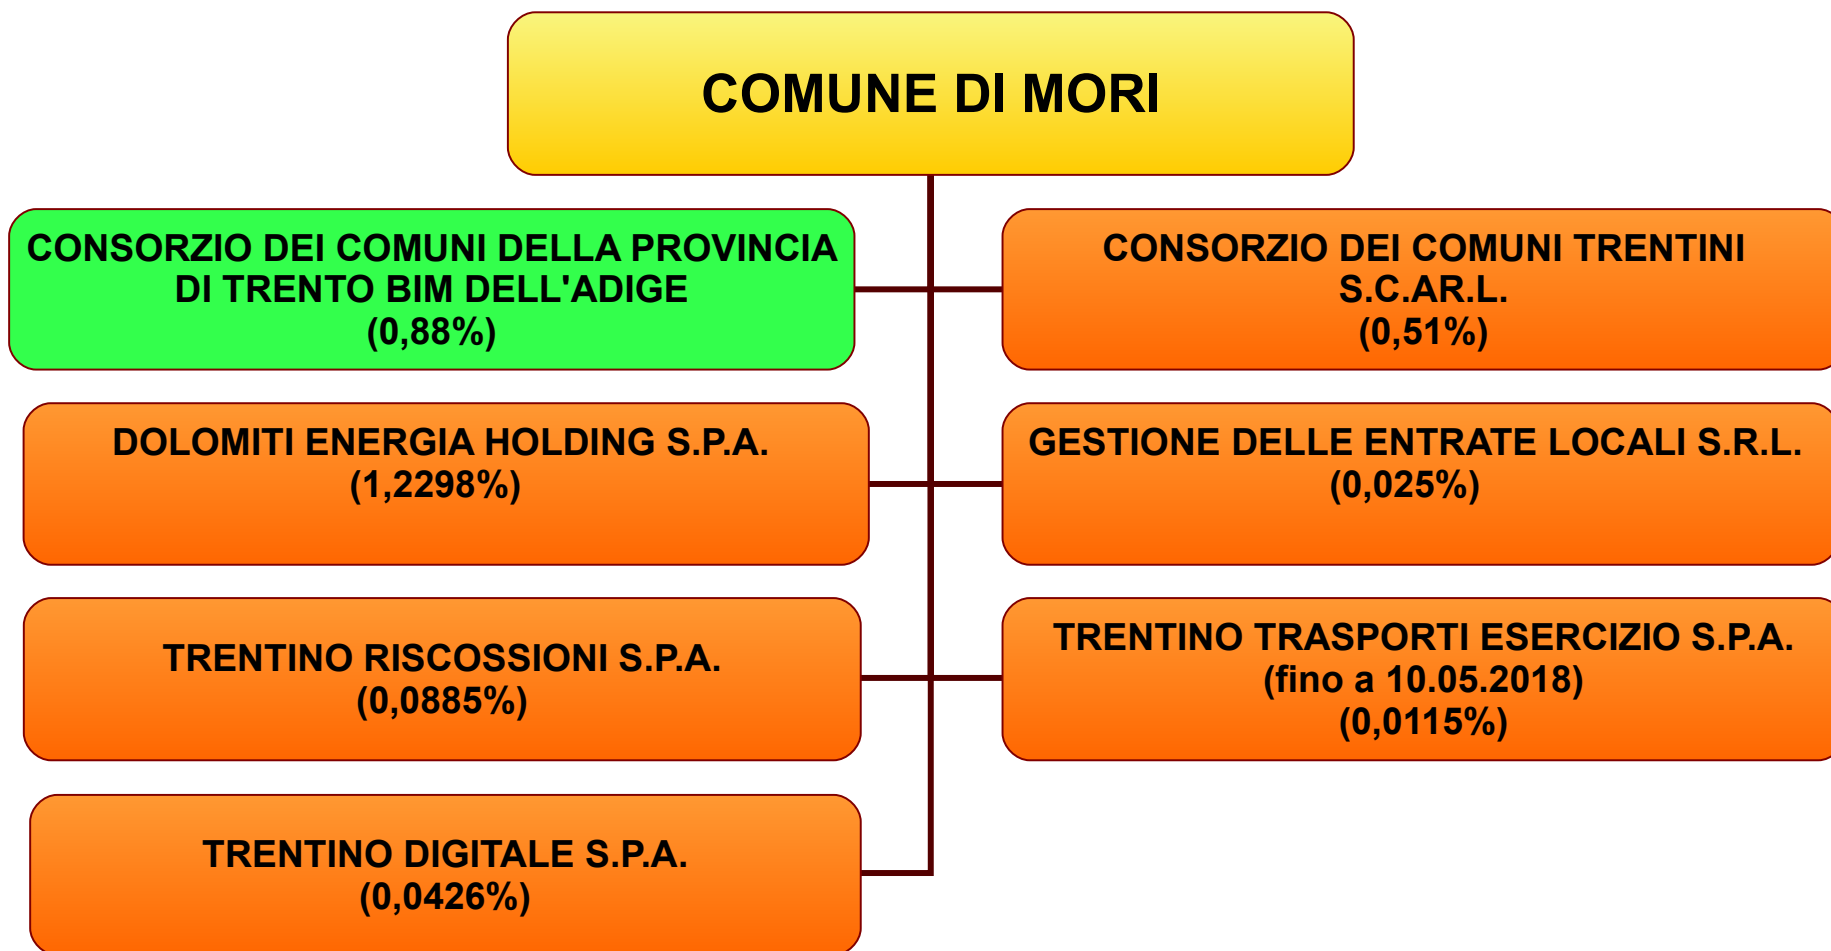 COMUNE DI MORI
CONSORZIO DEI COMUNI DELLA PROVINCIA
DI TRENTO BIM DELL'ADIGE
(0,88%)
CONSORZIO DEI COMUNI TRENTINI
S.C.AR.L.
(0,51%)
DOLOMITI ENERGIA HOLDING S.P.A.
(1,2298%)
GESTIONE DELLE ENTRATE LOCALI S.R.L.
(0,025%)
TRENTINO RISCOSSIONI S.P.A.
(0,0885%)
TRENTINO TRASPORTI ESERCIZIO S.P.A.
(fino a 10.05.2018)
(0,0115%)
TRENTINO DIGITALE S.P.A.
(0,0426%)